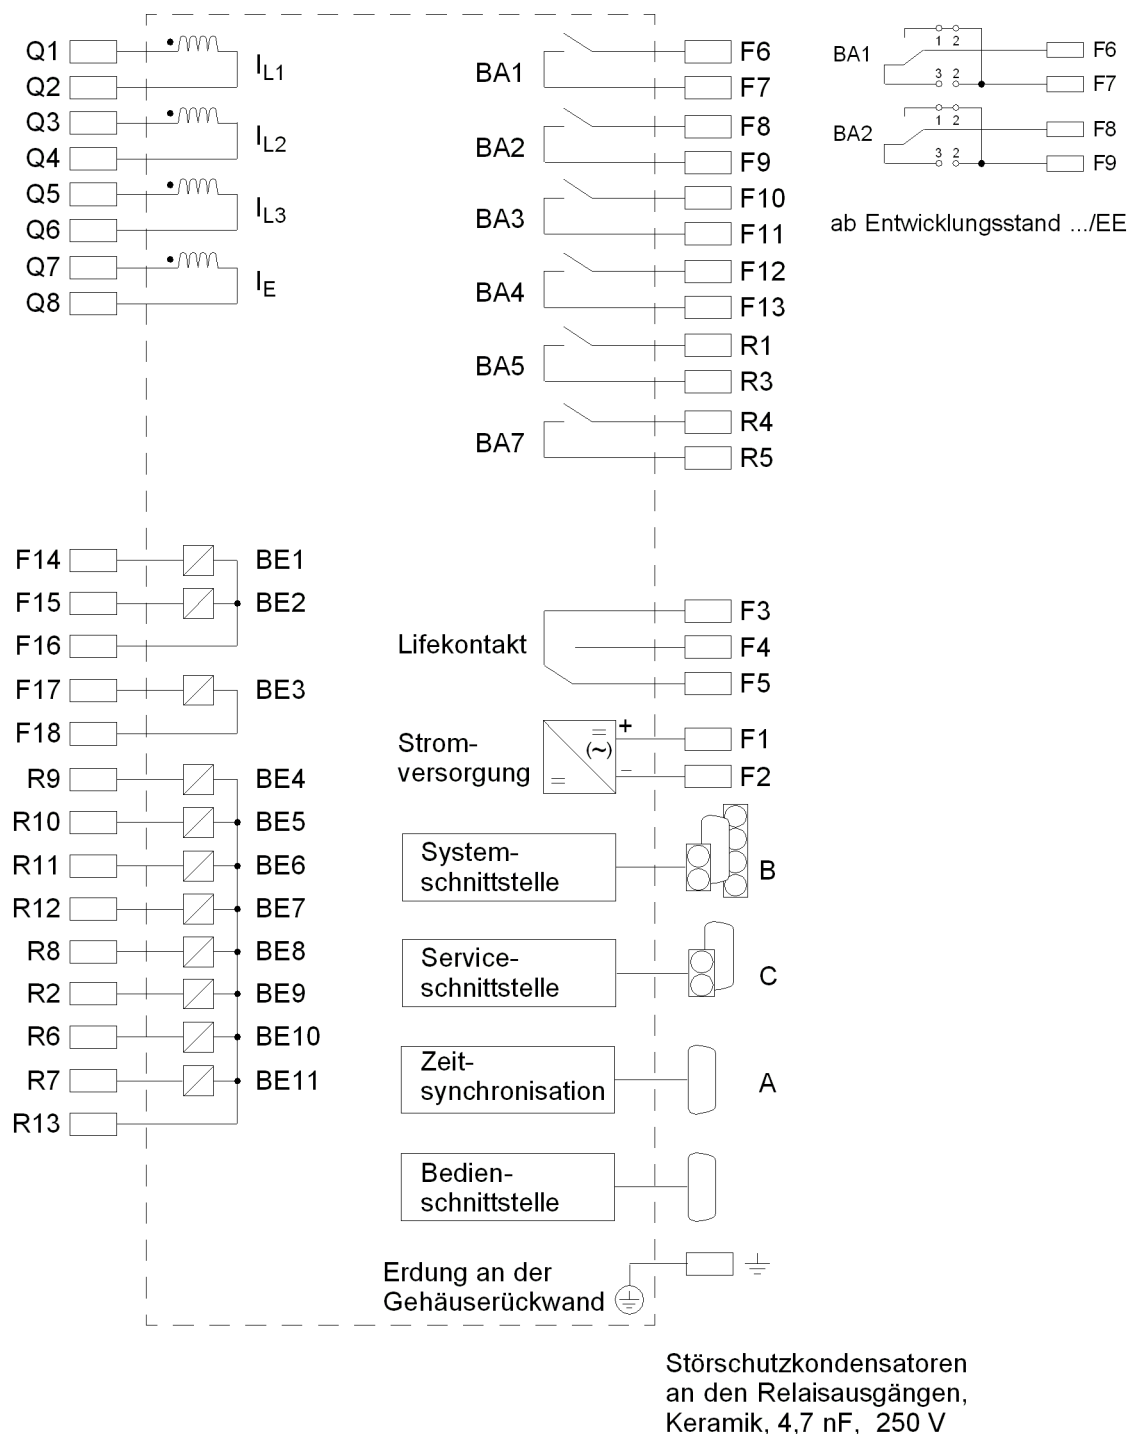 Q1
Q2
I L1
Q3
Q4
I L2
Q5
Q6
I L3
Q7
Q8
I E
BA1
F6
F7
BA2
F8
F9
BA3
F10
F11
BA4
F12
F13
BA5
R1
R3
BA7
R4
R5
BA1
1 2
3 2
F6
F7
BA2
1 2
3 2
F8
F9
ab Entwicklungsstand .../EE
F14
BE1
F15
BE2
F16
F17
BE3
F18
R9
BE4
R10
BE5
R11
BE6
R12
BE7
R8
BE8
R2
BE9
R6
BE10
R7
BE11
R13
Lifekontakt
F3
F4
F5
Strom-
versorgung
= (~) =
+
-
F1
F2
System-
schnittstelle
B
Service-
schnittstelle
C
Zeit-
synchronisation
A
Bedien-
schnittstelle
Erdung an der
Gehäuserückwand
Störschutzkondensatoren
an den Relaisausgängen,
Keramik, 4,7 nF, 250 V